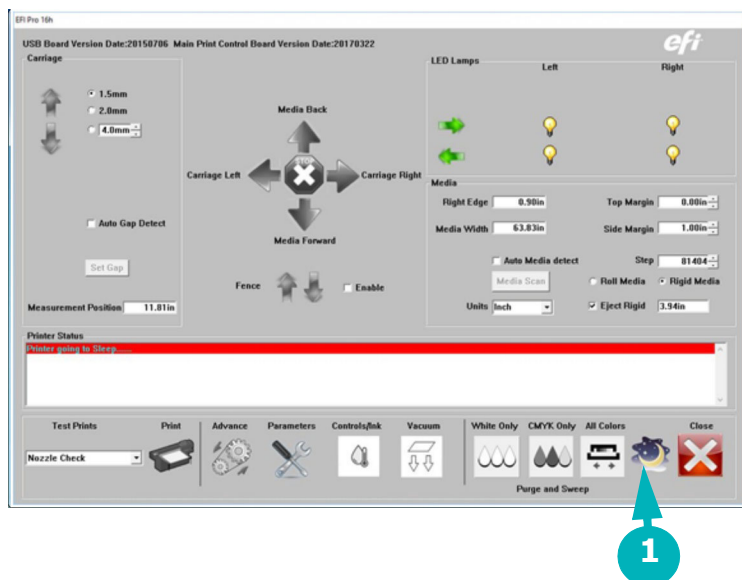 EFI Pro 16h
USB Board Version Date:20150706 Main Print Control Board Version Date:20170322
efi
Carriage
1.5mm
2.0mm
4.0mm
Auto Gap Detect
Set Gap
Measurement Position 11.81in
Media Back
Carriage Left
STOP
Carriage Right
Media Forward
Fence
Enable
LED Lamps
Left Right
Media
Right Edge 0.90in Top Margin 0.00in
Media Width 63.83in Side Margin 1.00in
Auto Media detect Step 81404
Media Scan Roll Media Rigid Media
Units Inch Eject Rigid 3.94in
Printer Status
Printer going to Sleep......
Test Prints Print Advance Parameters Controls/Ink Vacuum White Only CMYK Only All Colors Close
Nozzle Check
Purge and Sweep
1